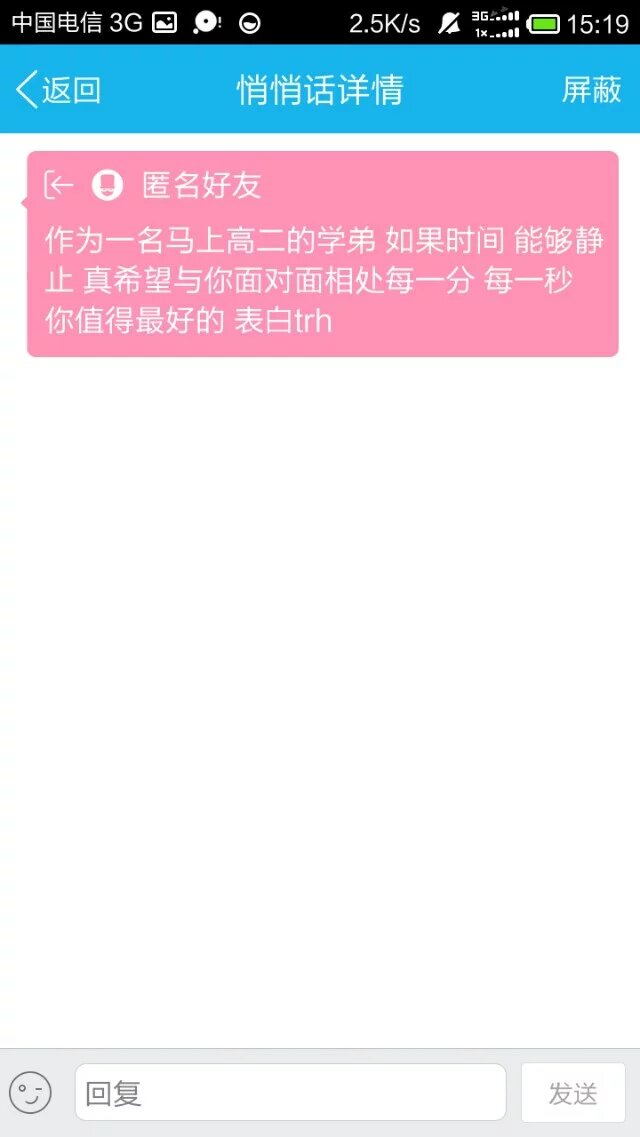 中国电信 3G 2.5K/s 3G 1x 15:19
返回 悄悄话详情 屏蔽
匿名好友
作为一名马上高二的学弟 如果时间 能够静
止 真希望与你面对面相处每一分 每一秒
你值得最好的 表白trh
回复 发送